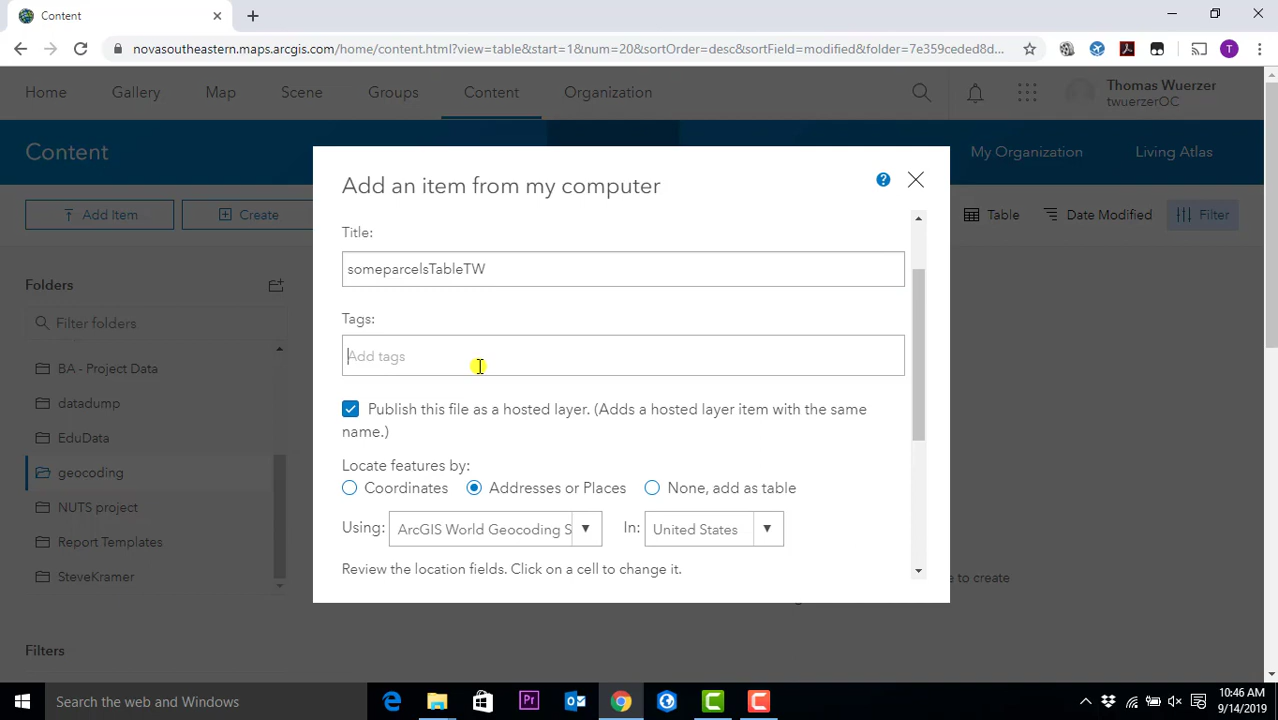 Content
novasoutheastern.maps.arcgis.com/home/content.html?view=table&start=1&num=20&sortOrder=desc&sortField=modified&folder=7e359ceded8d...
T
Home Gallery Map Scene Groups Content Organization
Thomas Wuerzer
twuerzerOC
Content
My Organization Living Atlas
Add Item Create
Table Date Modified Filter
Add an item from my computer
?
Title:
someparcelsTableTW
Folders
Tags:
Filter folders
Add tags
BA - Project Data
datadump
Publish this file as a hosted layer. (Adds a hosted layer item with the same
name.)
EduData
Locate features by:
geocoding
Coordinates Addresses or Places None, add as table
NUTS project
Using: ArcGIS World Geocoding S In: United States
Report Templates
Review the location fields. Click on a cell to change it.
SteveKramer
to create
Filters
Search the web and Windows
Pr
10:46 AM
9/14/2019